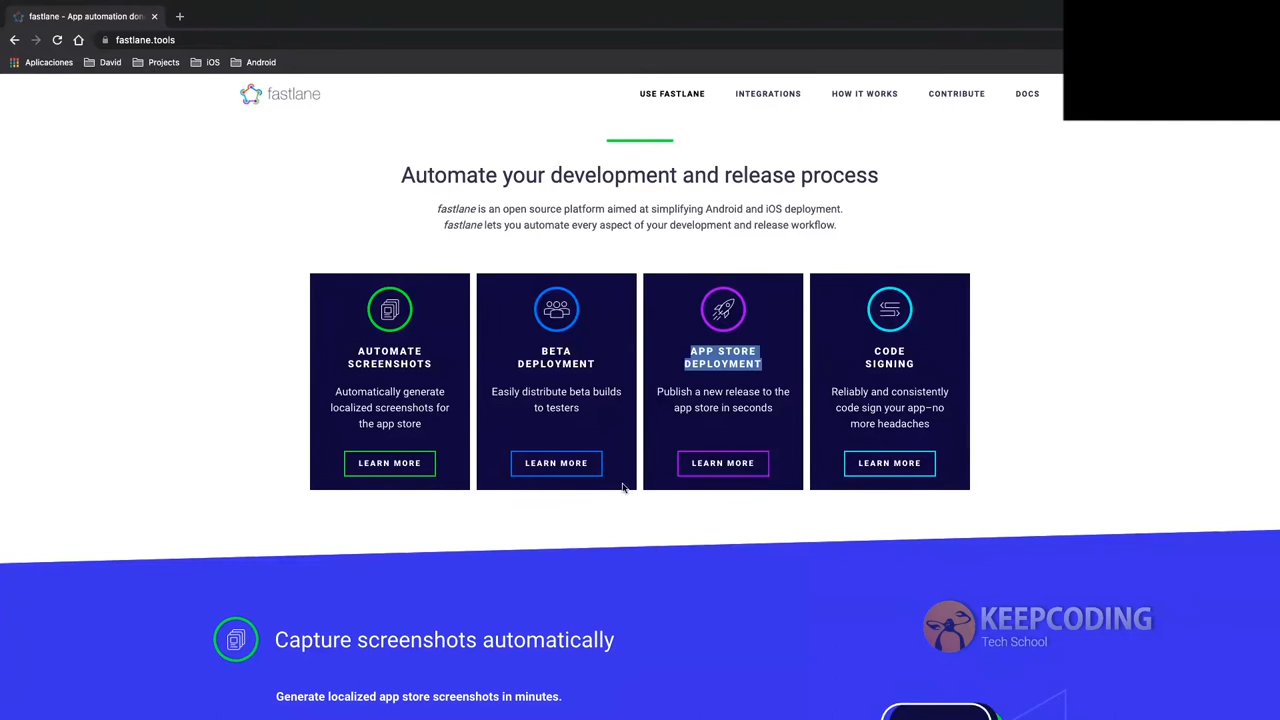 fastlane - App automation don
fastlane.tools
Aplicaciones
David
Projects
iOS
Android
fastlane
USE FASTLANE
INTEGRATIONS
HOW IT WORKS
CONTRIBUTE
DOCS
Automate your development and release process
fastlane is an open source platform aimed at simplifying Android and iOS deployment.
fastlane lets you automate every aspect of your development and release workflow.
AUTOMATE
SCREENSHOTS
Automatically generate
localized screenshots for
the app store
LEARN MORE
BETA
DEPLOYMENT
Easily distribute beta builds
to testers
LEARN MORE
APP STORE
DEPLOYMENT
Publish a new release to the
app store in seconds
LEARN MORE
CODE
SIGNING
Reliably and consistently
code sign your app–no
more headaches
LEARN MORE
Capture screenshots automatically
Generate localized app store screenshots in minutes.
KEEPCODING
Tech School